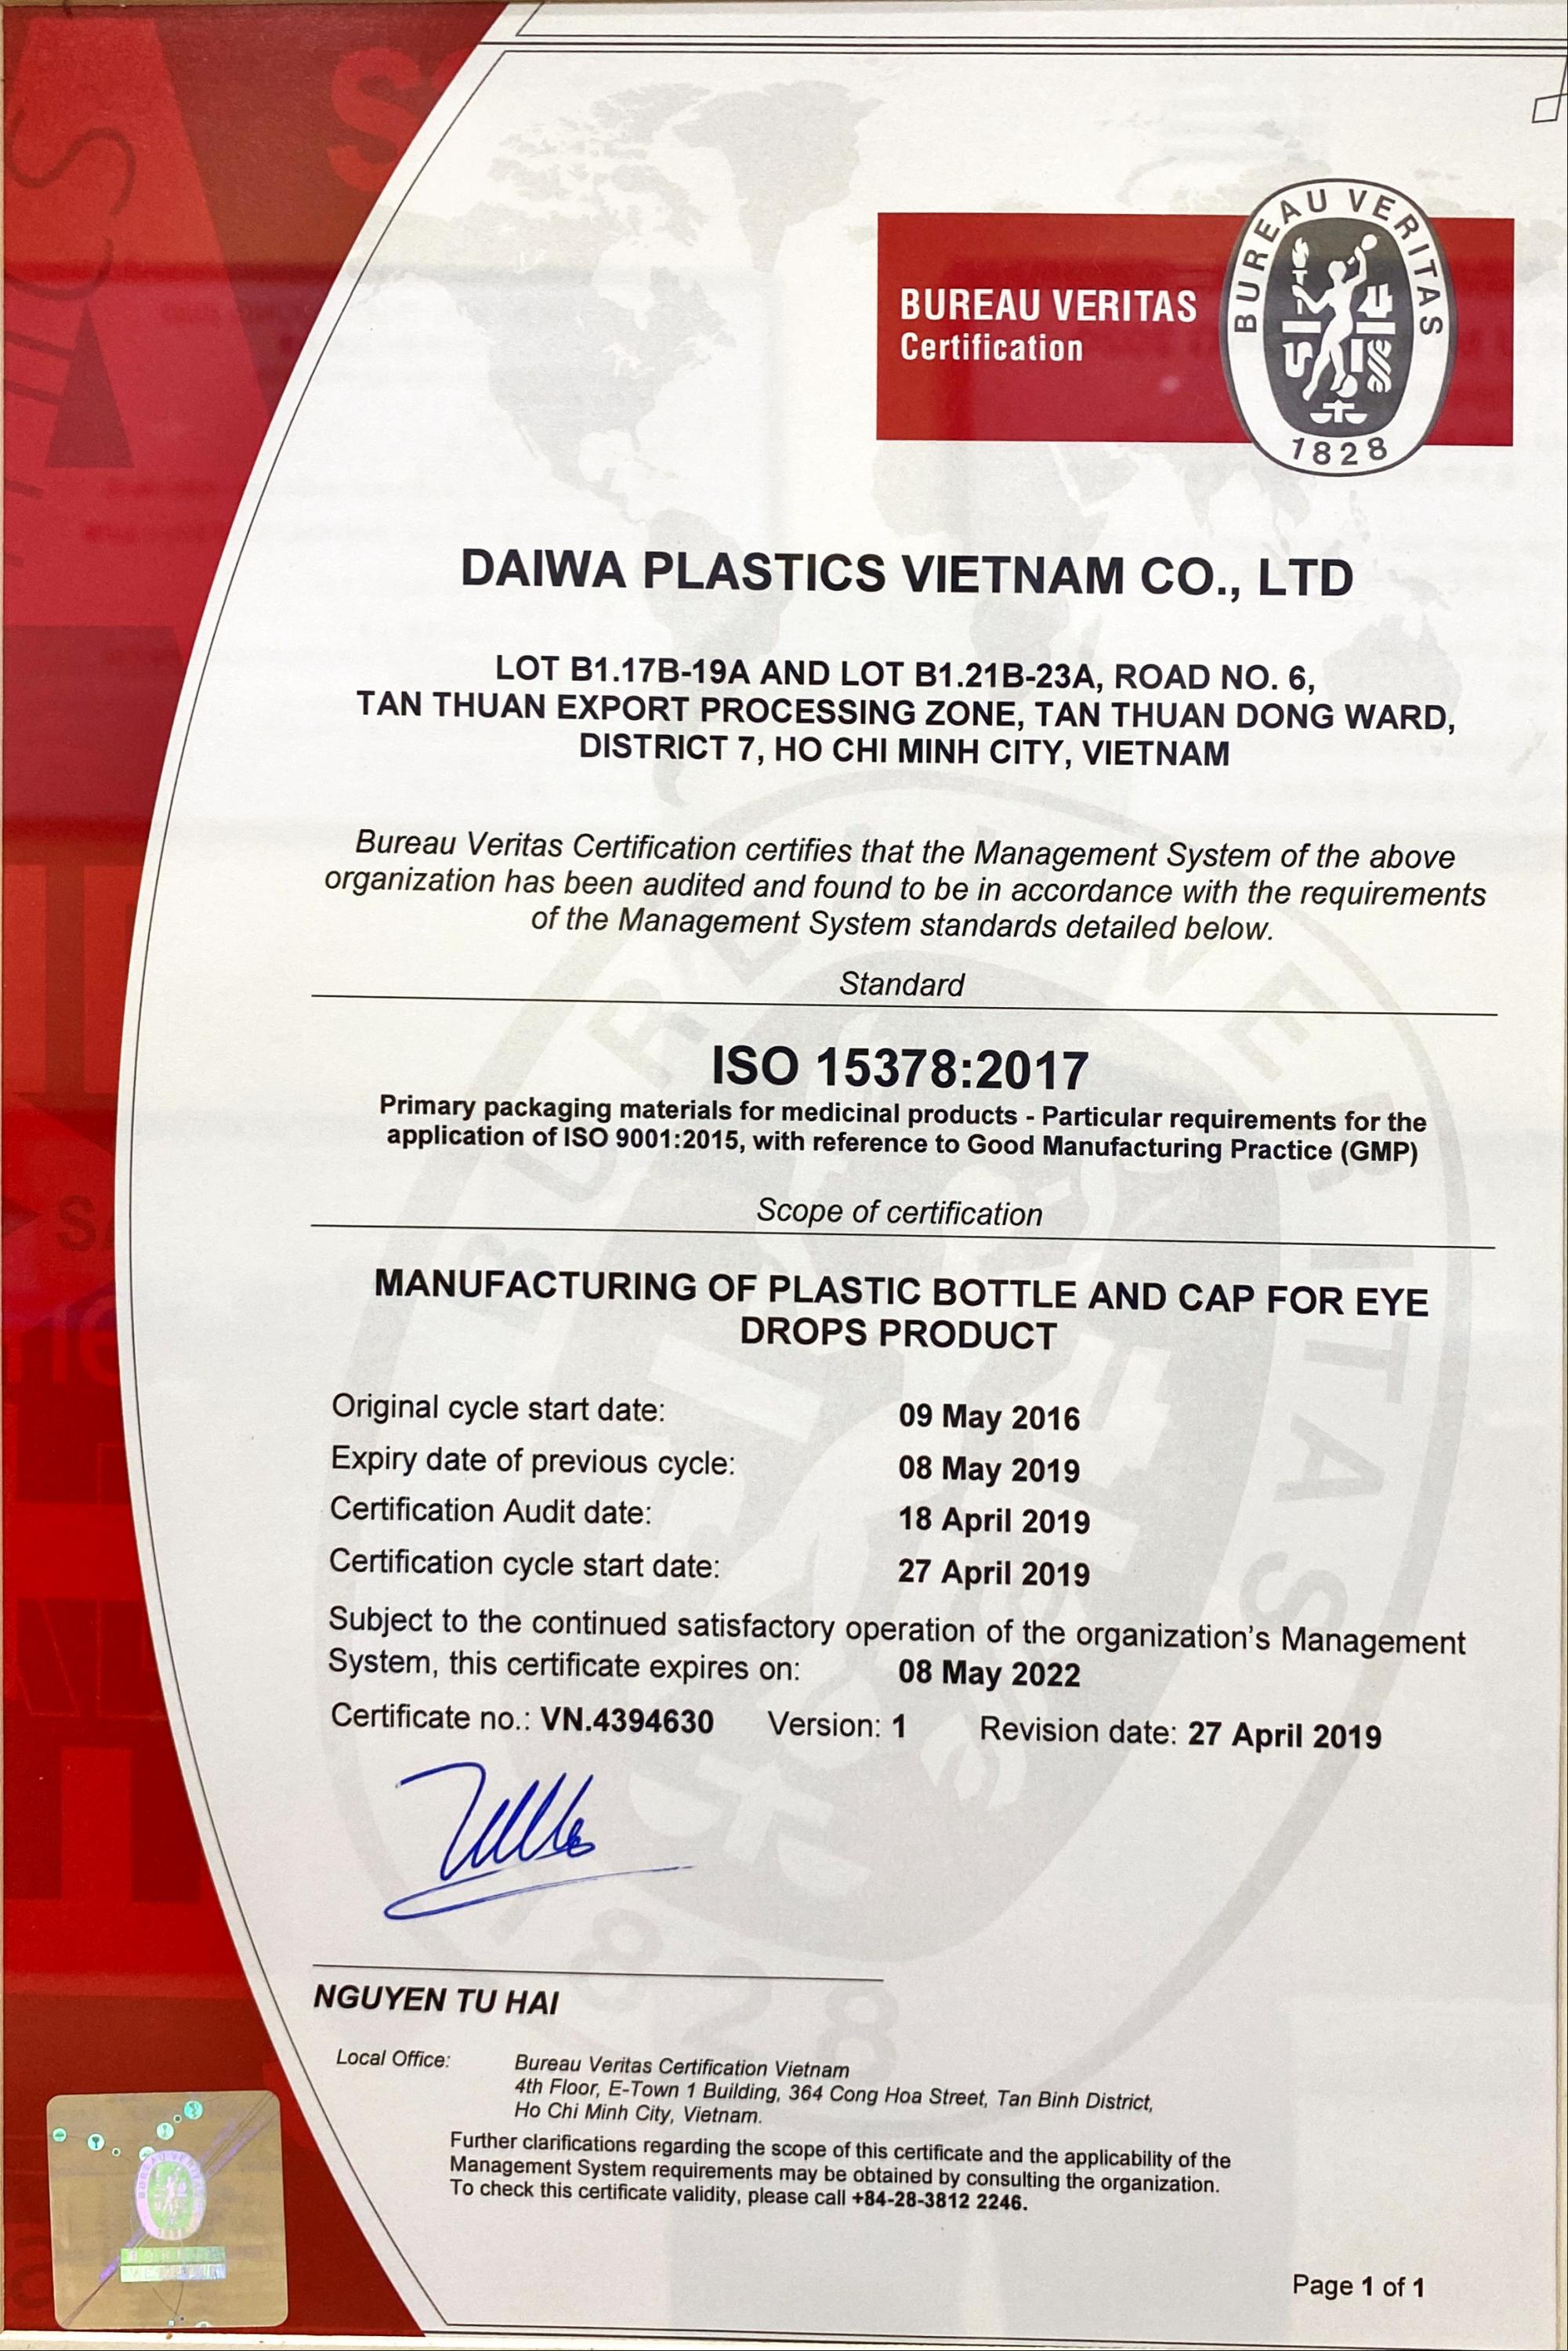 BUREAU VERITAS
Certification
BUREAU VERITAS
1828
DAIWA PLASTICS VIETNAM CO., LTD
LOT B1.17B-19A AND LOT B1.21B-23A, ROAD NO. 6,
TAN THUAN EXPORT PROCESSING ZONE, TAN THUAN DONG WARD,
DISTRICT 7, HO CHI MINH CITY, VIETNAM
Bureau Veritas Certification certifies that the Management System of the above
organization has been audited and found to be in accordance with the requirements
of the Management System standards detailed below.
Standard
ISO 15378:2017
Primary packaging materials for medicinal products - Particular requirements for the
application of ISO 9001:2015, with reference to Good Manufacturing Practice (GMP)
Scope of certification
MANUFACTURING OF PLASTIC BOTTLE AND CAP FOR EYE
DROPS PRODUCT
Original cycle start date: 09 May 2016
Expiry date of previous cycle: 08 May 2019
Certification Audit date: 18 April 2019
Certification cycle start date: 27 April 2019
Subject to the continued satisfactory operation of the organization's Management
System, this certificate expires on: 08 May 2022
Certificate no.: VN.4394630 Version: 1 Revision date: 27 April 2019
NGUYEN TU HAI
Local Office: Bureau Veritas Certification Vietnam
4th Floor, E-Town 1 Building, 364 Cong Hoa Street, Tan Binh District,
Ho Chi Minh City, Vietnam.
Further clarifications regarding the scope of this certificate and the applicability of the
Management System requirements may be obtained by consulting the organization.
To check this certificate validity, please call +84-28-3812 2246.
Page 1 of 1